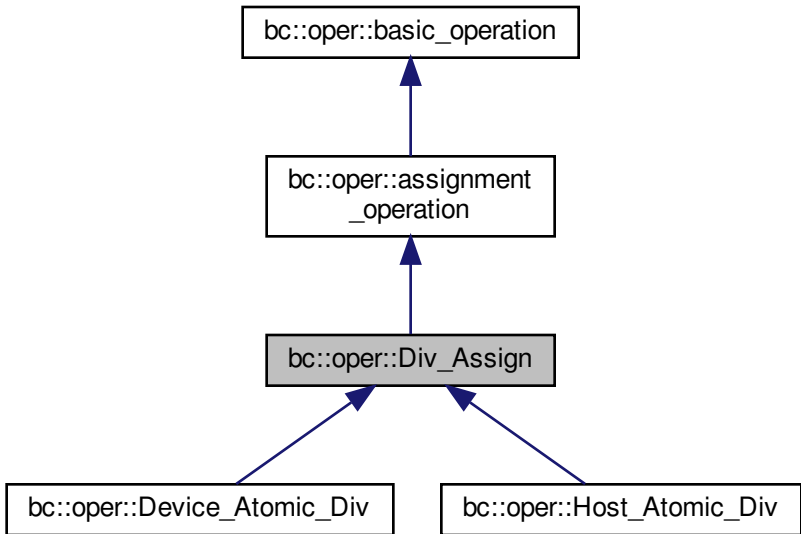 bc::oper::basic_operation
bc::oper::assignment
_operation
bc::oper::Div_Assign
bc::oper::Device_Atomic_Div
bc::oper::Host_Atomic_Div